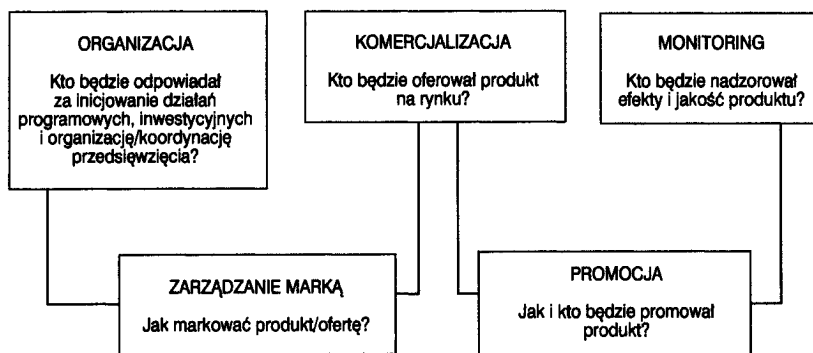 ORGANIZACJA
Kto będzie odpowiadał
za inicjowanie działań
programowych, inwestycyjnych
i organizację/koordynację
przedsięwzięcia?
KOMERCJALIZACJA
Kto będzie oferował produkt
na rynku?
MONITORING
Kto będzie nadzorował
efekty i jakość produktu?
ZARZĄDZANIE MARKĄ
Jak markować produkt/ofertę?
PROMOCJA
Jak i kto będzie promował
produkt?